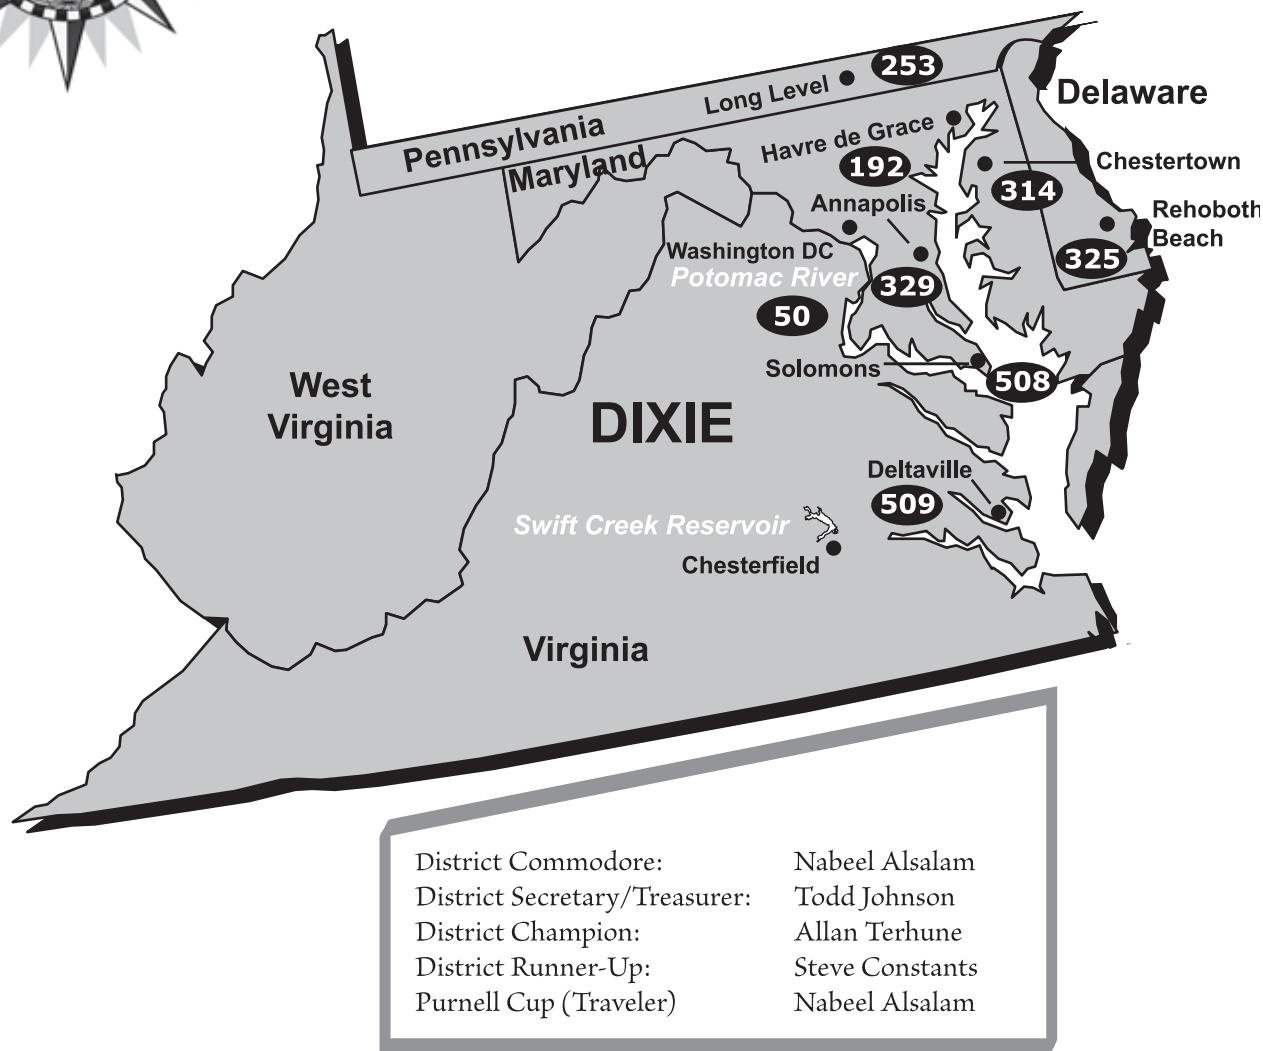 253
Long Level
Delaware
Pennsylvania
Maryland
Havre de Grace
192
Chestertown
314
Annapolis
Rehoboth
Beach
Washington DC
Potomac River
325
329
50
Solomons
508
West
Virginia
DIXIE
Deltaville
509
Swift Creek Reservoir
Chesterfield
Virginia
District Commodore: Nabeel Alsalam
District Secretary/Treasurer: Todd Johnson
District Champion: Allan Terhune
District Runner-Up: Steve Constants
Purnell Cup (Traveler) Nabeel Alsalam